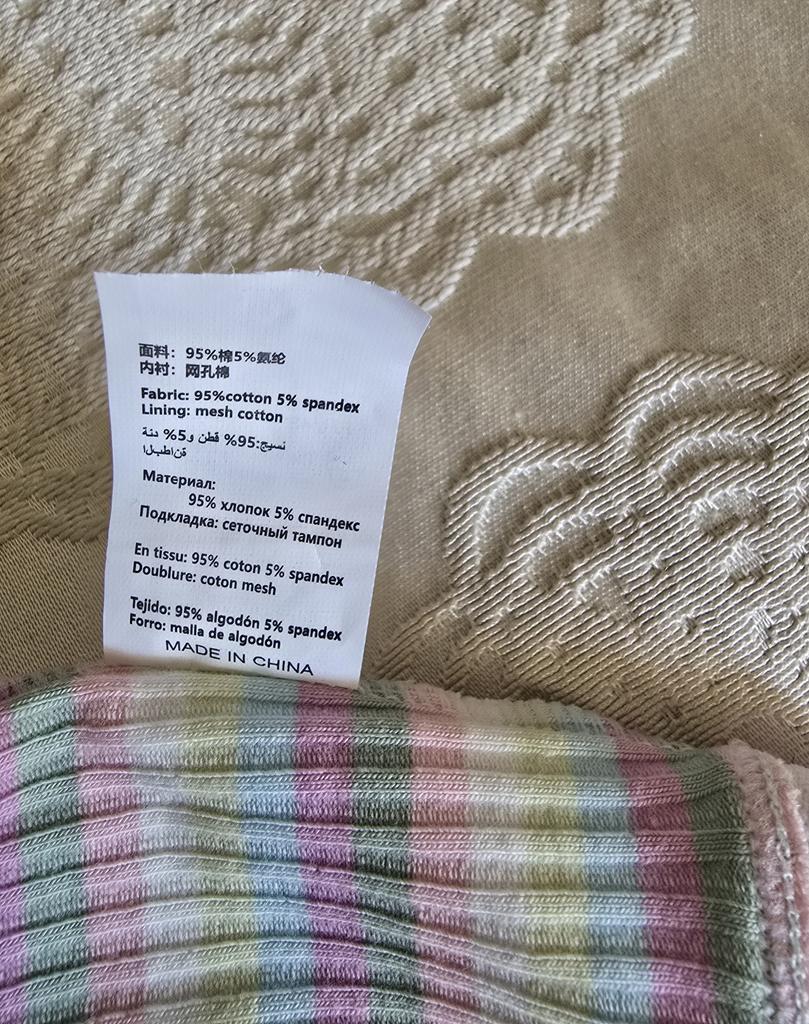 面料：95%棉5%氨纶
内衬：网孔棉
Fabric: 95%cotton 5% spandex
Lining: mesh cotton
نسيج:95% قطن و5% دنة
ةناطبلا
Материал:
95% хлопок 5% спандекс
Подкладка: сеточный тампон
En tissu: 95% coton 5% spandex
Doublure: coton mesh
Tejido: 95% algodón 5% spandex
Forro: malla de algodón
MADE IN CHINA